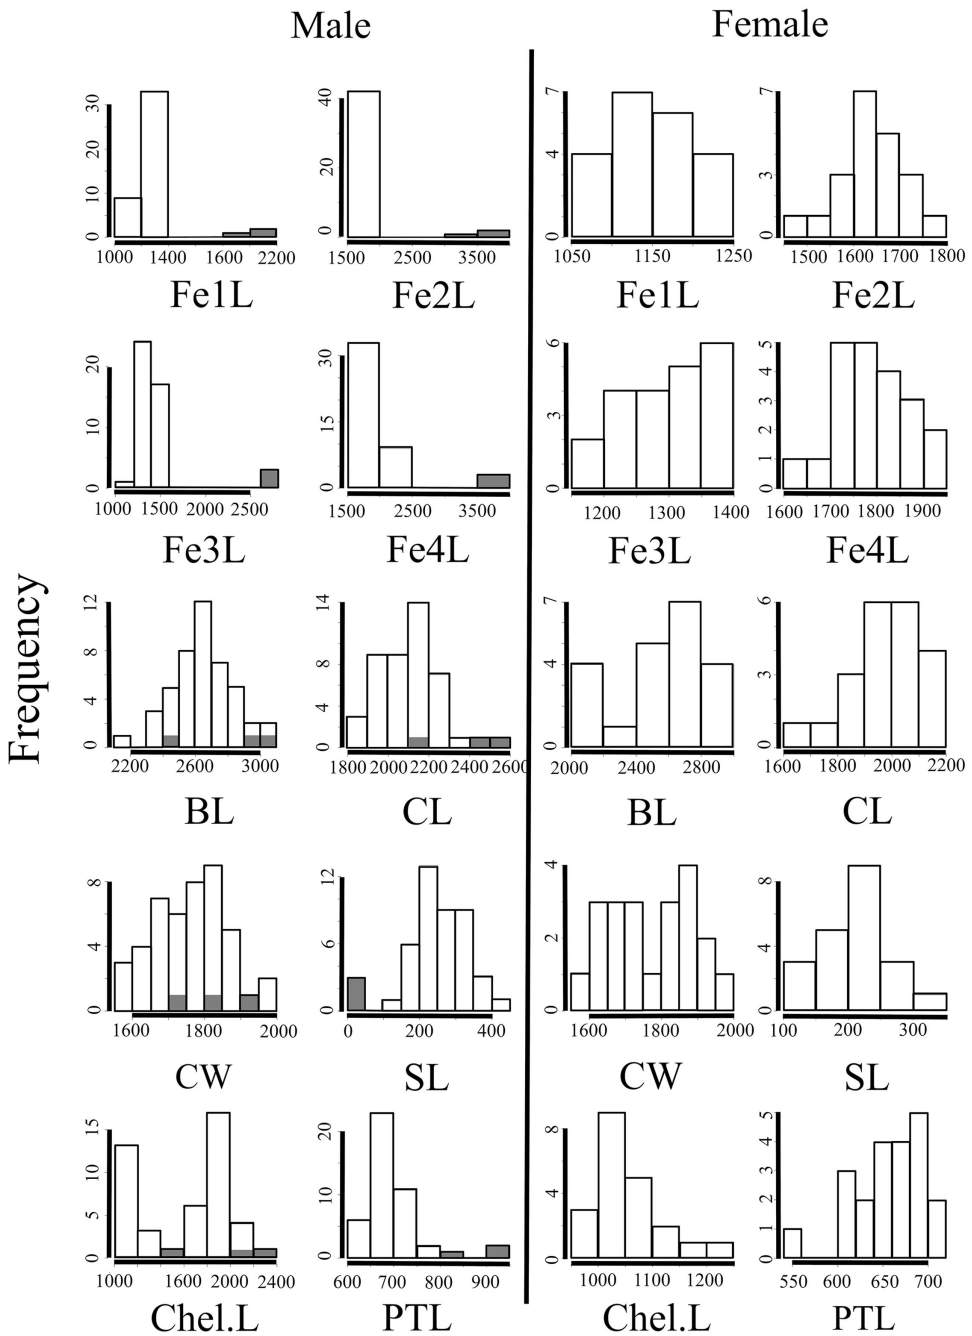 Male Female
30 20 10 0 1000 1400 1600 2200
40 20 0 1500 2500 3500
7 4 0 1050 1150 1250
7 3 0 1500 1600 1700 1800
Fe1L Fe2L Fe1L Fe2L
20 10 0 1000 1500 2000 2500
30 15 0 1500 2500 3500
6 3 0 1200 1300 1400
5 4 3 2 1 0 1600 1700 1800 1900
Fe3L Fe4L Fe3L Fe4L
Frequency
12 8 4 0 2200 2600 3000
14 8 4 0 1800 2000 2200 2400 2600
7 4 0 2000 2400 2800
6 3 0 1600 1800 2000 2200
BL CL BL CL
8 4 0 1600 1800 2000
12 6 0 0 200 400
4 2 0 1600 1800 2000
8 4 0 100 200 300
CW SL CW SL
15 10 5 0 1000 1600 2000 2400
20 10 0 600 700 800 900
8 4 0 1000 1100 1200
5 4 3 2 1 0 550 600 650 700
Chel.L PTL Chel.L PTL